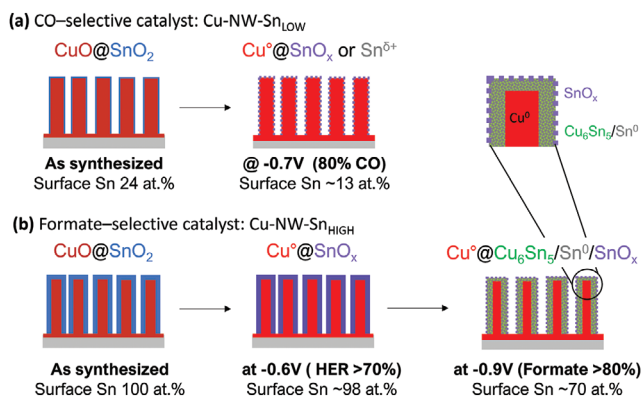 (a) CO–selective catalyst: Cu-NW-Sn_LOW
CuO@SnO₂
Cu°@SnOₓ or Sn^δ+
As synthesized
Surface Sn 24 at.%
@ -0.7V (80% CO)
Surface Sn ~13 at.%
Cu⁰
SnOₓ
Cu₆Sn₅/Sn⁰
(b) Formate–selective catalyst: Cu-NW-Sn_HIGH
CuO@SnO₂
Cu°@SnOₓ
Cu°@Cu₆Sn₅/Sn⁰/SnOₓ
As synthesized
Surface Sn 100 at.%
at -0.6V ( HER >70%)
Surface Sn ~98 at.%
at -0.9V (Formate >80%)
Surface Sn ~70 at.%